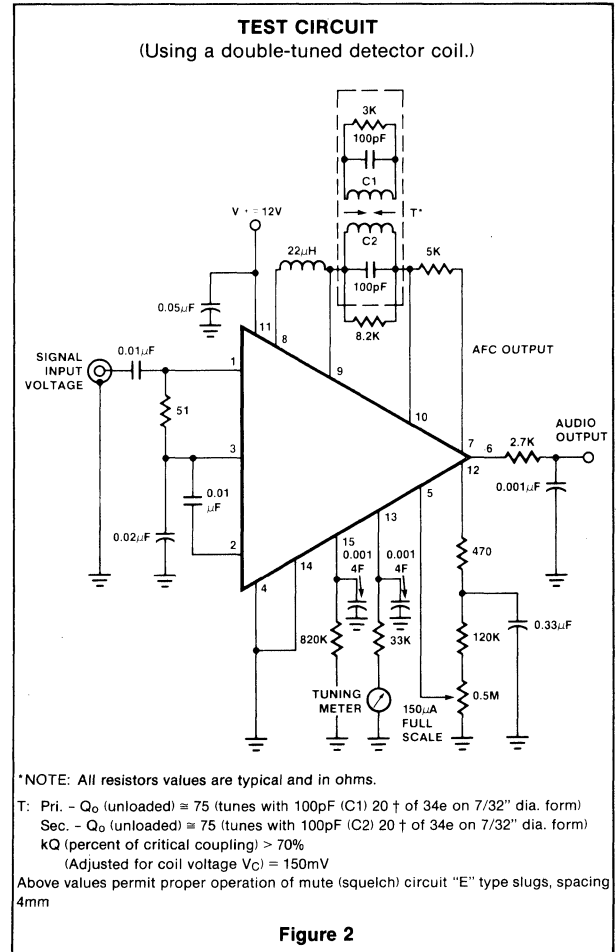 TEST CIRCUIT
(Using a double-tuned detector coil.)
3K
100pF
C1
T*
V + = 12V
C2
22μH
5K
100pF
0.05μF
8.2K
11
8
SIGNAL
INPUT
VOLTAGE
0.01μF
1
9
AFC OUTPUT
10
51
AUDIO
OUTPUT
7
6
2.7K
3
12
0.01
μF
5
0.001μF
13
0.02μF
2
15
470
14
0.001
4F
0.001
4F
4
0.33μF
820K
33K
120K
TUNING
METER
150μA
FULL
SCALE
0.5M
*NOTE: All resistors values are typical and in ohms.
T: Pri. - Qo (unloaded) ≅ 75 (tunes with 100pF (C1) 20 † of 34e on 7/32" dia. form)
Sec. - Qo (unloaded) ≅ 75 (tunes with 100pF (C2) 20 † of 34e on 7/32" dia. form)
kQ (percent of critical coupling) > 70%
(Adjusted for coil voltage VC) = 150mV
Above values permit proper operation of mute (squelch) circuit "E" type slugs, spacing
4mm
Figure 2